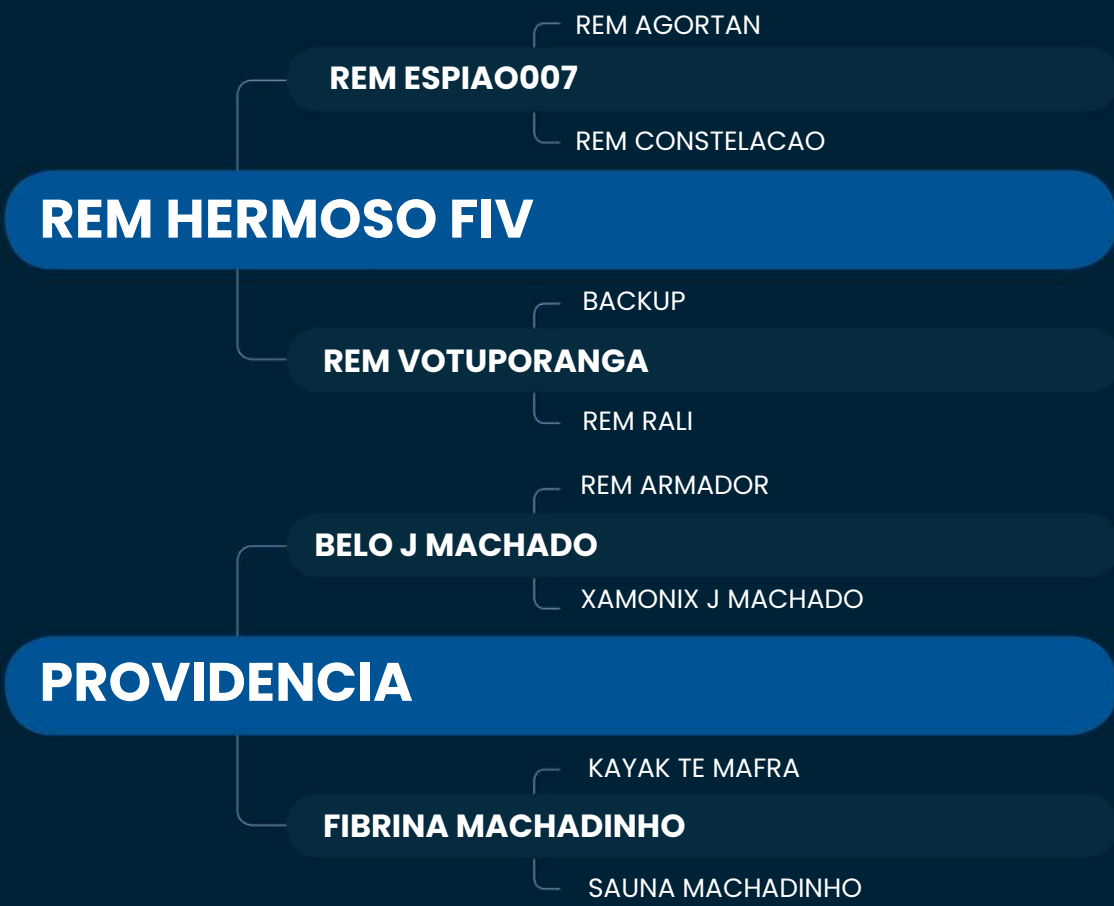 REM AGORTAN
REM ESPIAO007
REM CONSTELACAO
REM HERMOSO FIV
BACKUP
REM VOTUPORANGA
REM RALI
REM ARMADOR
BELO J MACHADO
XAMONIX J MACHADO
PROVIDENCIA
KAYAK TE MAFRA
FIBRINA MACHADINHO
SAUNA MACHADINHO